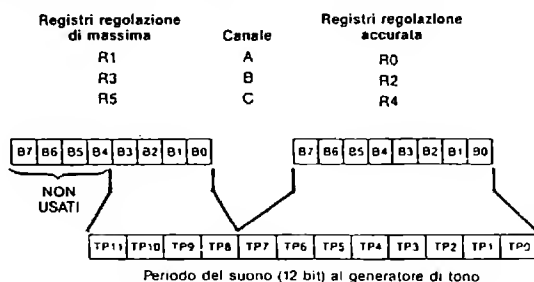 Registri regolazione di massima Canale Registri regolazione accurata
R1 A R0
R3 B R2
R5 C R4
B7 B6 B5 B4 B3 B2 B1 B0 B7 B6 B5 B4 B3 B2 B1 B0
NON USATI
TP11 TP10 TP9 TP8 TP7 TP6 TP5 TP4 TP3 TP2 TP1 TP0
Periodo del suono (12 bit) al generatore di tono